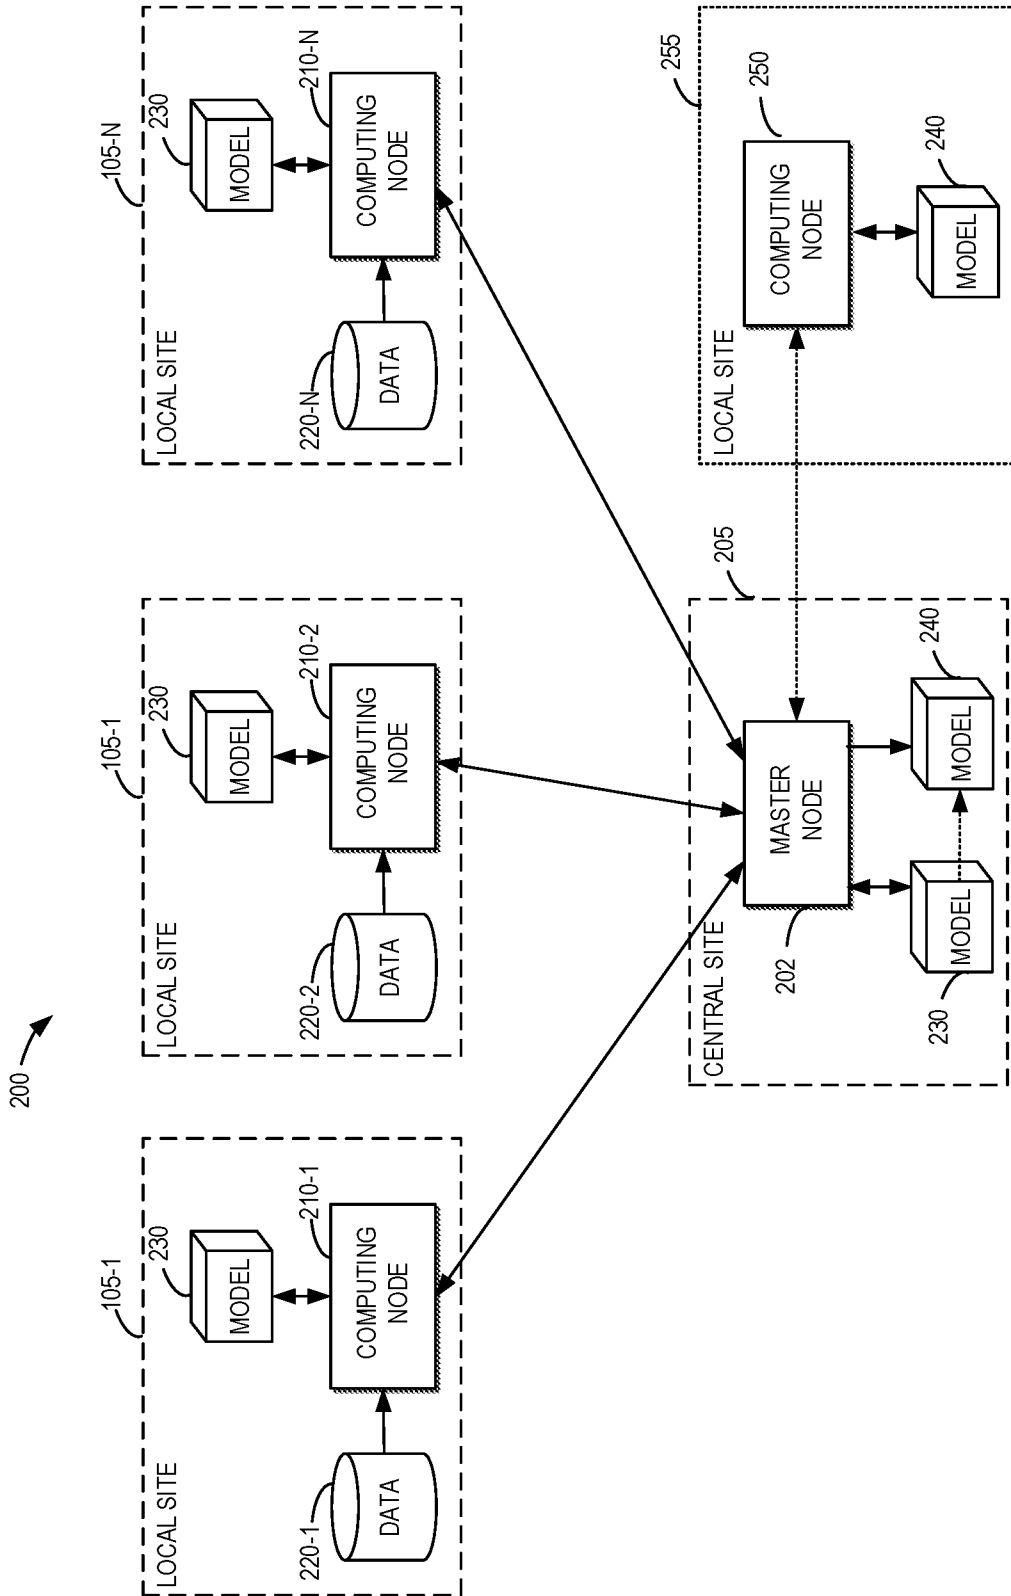 200
105-1
LOCAL SITE
230
MODEL
210-1
COMPUTING
NODE
220-1
DATA
105-1
LOCAL SITE
230
MODEL
210-2
COMPUTING
NODE
220-2
DATA
105-N
LOCAL SITE
230
MODEL
210-N
COMPUTING
NODE
220-N
DATA
205
CENTRAL SITE
MASTER
NODE
202
230
MODEL
240
MODEL
255
LOCAL SITE
250
COMPUTING
NODE
240
MODEL